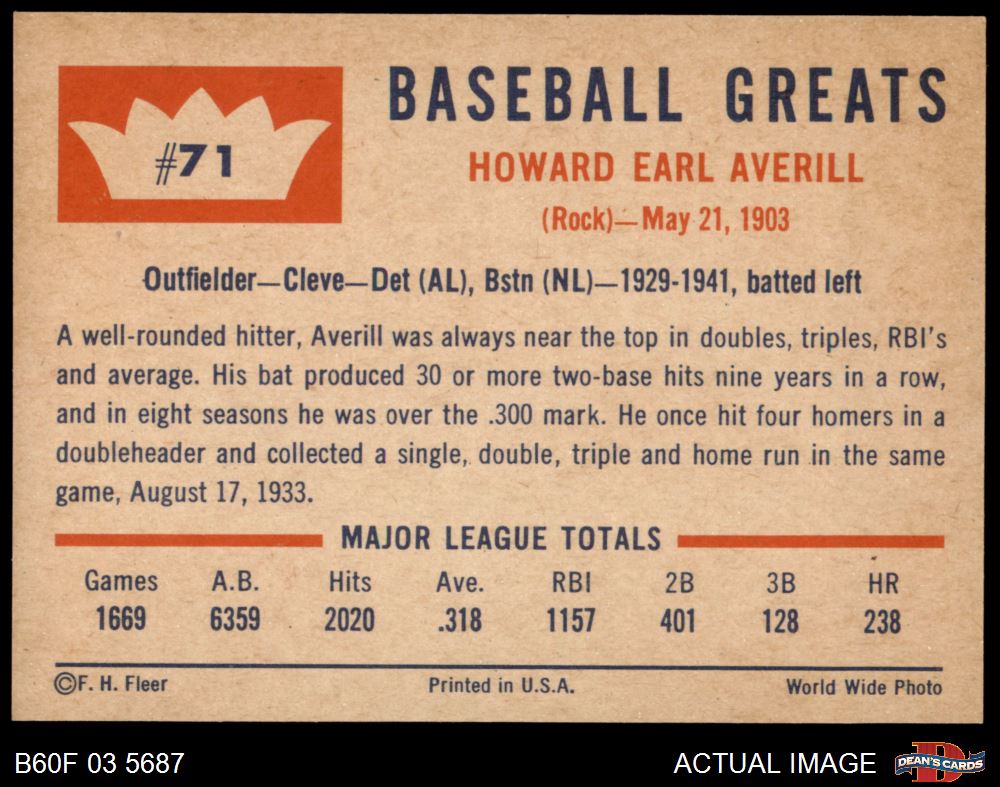 #71
BASEBALL GREATS
HOWARD EARL AVERILL
(Rock)—May 21, 1903
Outfielder—Cleve—Det (AL), Bstn (NL)—1929-1941, batted left
A well-rounded hitter, Averill was always near the top in doubles, triples, RBI's
and average. His bat produced 30 or more two-base hits nine years in a row,
and in eight seasons he was over the .300 mark. He once hit four homers in a
doubleheader and collected a single, double, triple and home run in the same
game, August 17, 1933.
MAJOR LEAGUE TOTALS
Games A.B. Hits Ave. RBI 2B 3B HR
1669 6359 2020 .318 1157 401 128 238
©F. H. Fleer Printed in U.S.A. World Wide Photo
B60F 03 5687 ACTUAL IMAGE DEAN'S CARDS